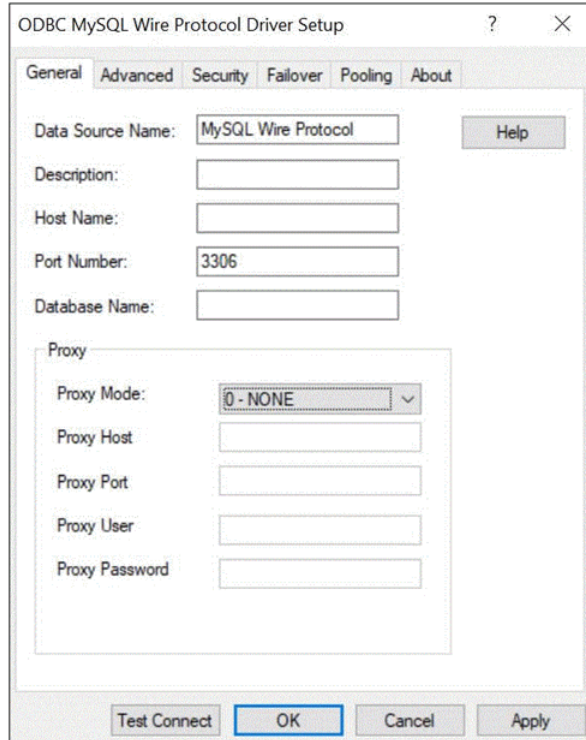 ODBC MySQL Wire Protocol Driver Setup ? ×
General Advanced Security Failover Pooling About
Data Source Name: MySQL Wire Protocol Help
Description:
Host Name:
Port Number: 3306
Database Name:
Proxy
Proxy Mode: 0 - NONE
Proxy Host
Proxy Port
Proxy User
Proxy Password
Test Connect OK Cancel Apply